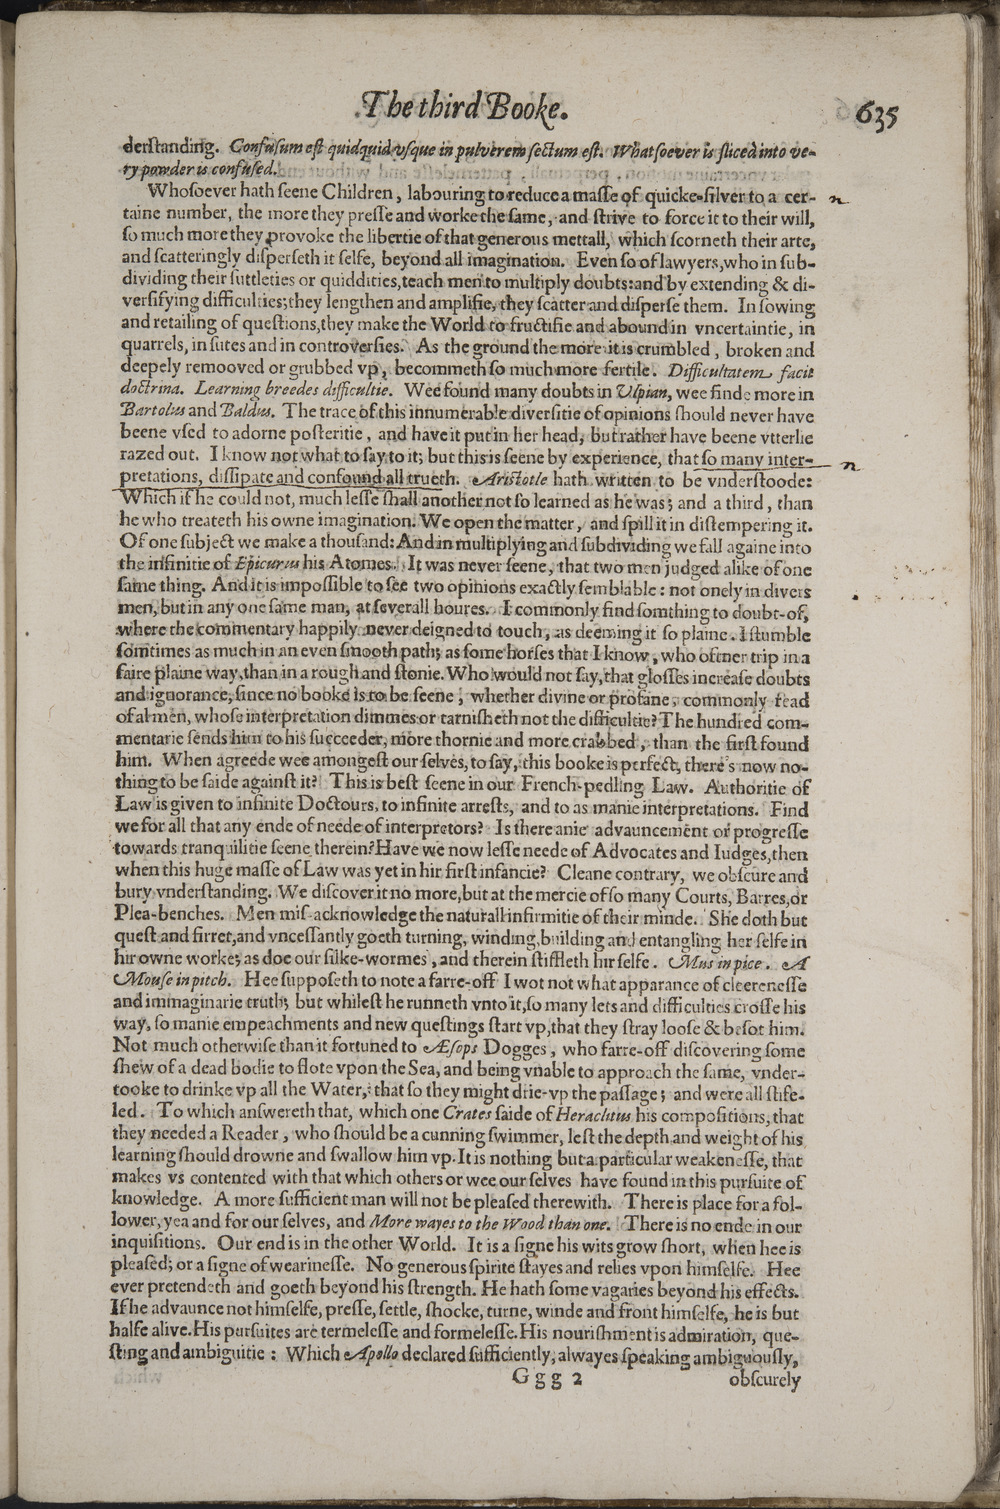 The third Booke. 635
derſtanding. Confuſum eſt quidquid vſque in pulverem ſectum eſt. Whatſoever is ſliced into ve-
ry powder is confuſed.
Whoſoever hath ſeene Children, labouring to reduce a maſſe of quicke-ſilver to a cer- n
taine number, the more they preſſe and worke the ſame, and ſtrive to force it to their will,
ſo much more they provoke the libertie of that generous mettall, which ſcorneth their arte,
and ſcatteringly diſperſeth it ſelfe, beyond all imagination. Even ſo of lawyers, who in ſub-
dividing their ſuttleties or quiddities, teach men to multiply doubts: and by extending & di-
verſifying difficulties; they lengthen and amplifie, they ſcatter and diſperſe them. In ſowing
and retailing of queſtions, they make the World to fructifie and abound in vncertaintie, in
quarrels, in ſutes and in controverſies. As the ground the more it is crumbled, broken and
deepely remooved or grubbed vp, becommeth ſo much more fertile. Difficultatem facit
doctrina. Learning breedes difficultie. Wee found many doubts in Vlpian, wee finde more in
Bartolus and Baldus. The trace of this innumerable diverſitie of opinions ſhould never have
beene vſed to adorne poſteritie, and have it put in her head, but rather have beene vtterlie
razed out. I know not what to ſay to it; but this is ſeene by experience, that ſo many inter- n
pretations, diſſipate and confound all trueth. Ariſtotle hath written to be vnderſtoode:
Which if he could not, much leſſe ſhall another not ſo learned as he was; and a third, than
he who treateth his owne imagination. We open the matter, and ſpill it in diſtempering it.
Of one ſubject we make a thouſand: And in multiplying and ſubdividing we fall againe into
the infinitie of Epicurus his Atomes. It was never ſeene, that two men judged alike of one
ſame thing. And it is impoſſible to ſee two opinions exactly ſemblable: not onely in divers
men, but in any one ſame man, at ſeverall houres. I commonly find ſomthing to doubt-of,
where the commentary happily never deigned to touch, as deeming it ſo plaine. I ſtumble
ſomtimes as much in an even ſmooth path; as ſome horſes that I know, who oftner trip in a
faire plaine way, than in a rough and ſtonie. Who would not ſay, that gloſſes increaſe doubts
and ignorance, ſince no booke is to be ſeene, whether divine or profane, commonly read
of al men, whoſe interpretation dimmes or tarniſheth not the difficultie? The hundred com-
mentarie ſends him to his ſucceeder, more thornie and more crabbed, than the firſt found
him. When agreede wee amongeſt our ſelves, to ſay, this booke is perfect, there's now no-
thing to be ſaide againſt it? This is beſt ſeene in our French-pedling Law. Authoritie of
Law is given to infinite Doctours, to infinite arreſts, and to as manie interpretations. Find
we for all that any ende of neede of interpretors? Is there anie advauncement or progreſſe
towards tranquilitie ſeene therein? Have we now leſſe neede of Advocates and Iudges, then
when this huge maſſe of Law was yet in hir firſt infancie? Cleane contrary, we obſcure and
bury vnderſtanding. We diſcover it no more, but at the mercie of ſo many Courts, Barres, or
Plea-benches. Men miſ-acknowledge the naturall infirmitie of their minde. She doth but
queſt and firret, and vnceſſantly goeth turning, winding, building and entangling her ſelfe in
hir owne worke; as doe our ſilke-wormes, and therein ſtiffleth hir ſelfe. Mus in pice. A
Mouſe in pitch. Hee ſuppoſeth to note a farre-off I wot not what apparance of cleereneſſe
and immaginarie truth; but whileſt he runneth vnto it, ſo many lets and difficulties croſſe his
way, ſo manie empeachments and new queſtings ſtart vp, that they ſtray looſe & beſot him.
Not much otherwiſe than it fortuned to Æſops Dogges, who farre-off diſcovering ſome
ſhew of a dead bodie to flote vpon the Sea, and being vnable to approach the ſame, vnder-
tooke to drinke vp all the Water, that ſo they might drie-vp the paſſage; and were all ſtife-
led. To which anſwereth that, which one Crates ſaide of Heraclitus his compoſitions, that
they needed a Reader, who ſhould be a cunning ſwimmer, leſt the depth and weight of his
learning ſhould drowne and ſwallow him vp. It is nothing but a particular weakeneſſe, that
makes vs contented with that which others or wee our ſelves have found in this purſuite of
knowledge. A more ſufficient man will not be pleaſed therewith. There is place for a fol-
lower, yea and for our ſelves, and More wayes to the Wood than one. There is no ende in our
inquiſitions. Our end is in the other World. It is a ſigne his wits grow ſhort, when hee is
pleaſed; or a ſigne of wearineſſe. No generous ſpirite ſtayes and relies vpon himſelfe. Hee
ever pretendeth and goeth beyond his ſtrength. He hath ſome vagaries beyond his effects.
If he advaunce not himſelfe, preſſe, ſettle, ſhocke, turne, winde and front himſelfe, he is but
halfe alive. His purſuites are termeleſſe and formeleſſe. His nouriſhment is admiration, que-
ſting and ambiguitie: Which Apollo declared ſufficiently, alwayes ſpeaking ambiguouſly,
Ggg 2 obſcurely